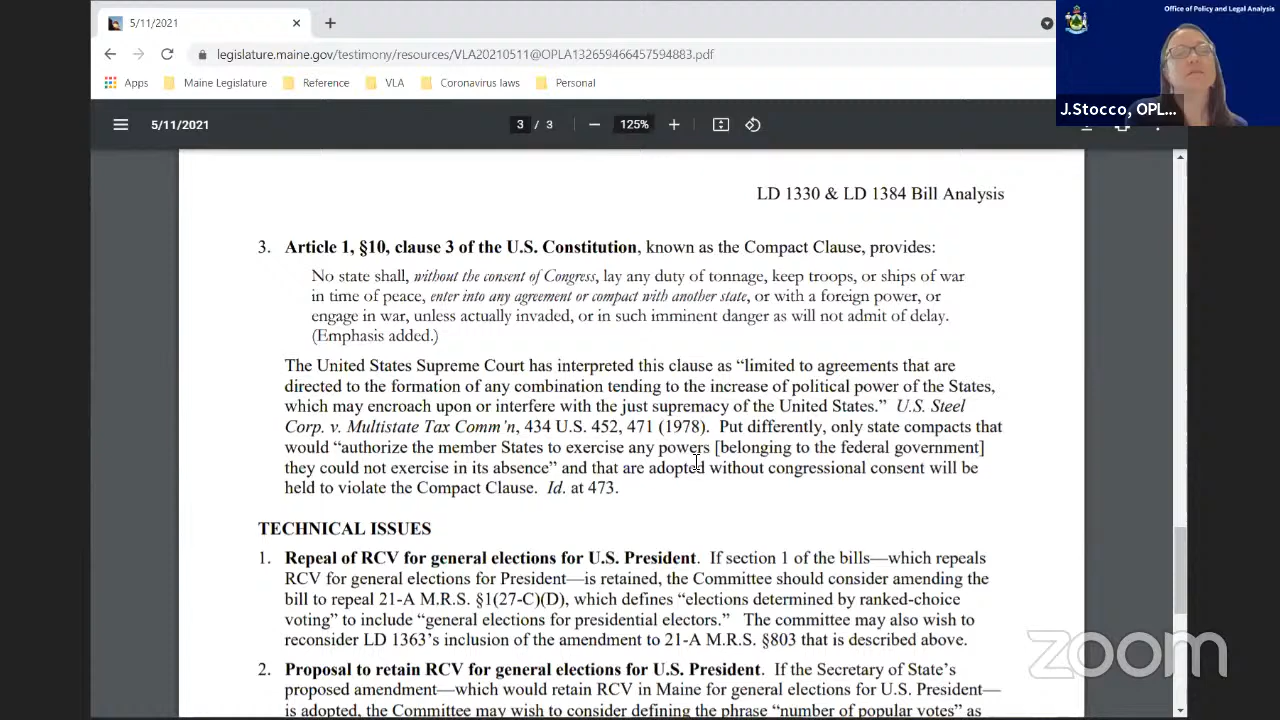 5/11/2021
Office of Policy and Legal Analysis
legislature.maine.gov/testimony/resources/VLA20210511@OPLA132659466457594883.pdf
Apps Maine Legislature Reference VLA Coronavirus laws Personal
J.Stocco, OPL...
5/11/2021 3 / 3 125%
LD 1330 & LD 1384 Bill Analysis
3. Article 1, §10, clause 3 of the U.S. Constitution, known as the Compact Clause, provides:
No state shall, without the consent of Congress, lay any duty of tonnage, keep troops, or ships of war
in time of peace, enter into any agreement or compact with another state, or with a foreign power, or
engage in war, unless actually invaded, or in such imminent danger as will not admit of delay.
(Emphasis added.)
The United States Supreme Court has interpreted this clause as “limited to agreements that are
directed to the formation of any combination tending to the increase of political power of the States,
which may encroach upon or interfere with the just supremacy of the United States.” U.S. Steel
Corp. v. Multistate Tax Comm’n, 434 U.S. 452, 471 (1978). Put differently, only state compacts that
would “authorize the member States to exercise any powers [belonging to the federal government]
they could not exercise in its absence” and that are adopted without congressional consent will be
held to violate the Compact Clause. Id. at 473.
TECHNICAL ISSUES
1. Repeal of RCV for general elections for U.S. President. If section 1 of the bills—which repeals
RCV for general elections for President—is retained, the Committee should consider amending the
bill to repeal 21-A M.R.S. §1(27-C)(D), which defines “elections determined by ranked-choice
voting” to include “general elections for presidential electors.” The committee may also wish to
reconsider LD 1363’s inclusion of the amendment to 21-A M.R.S. §803 that is described above.
zoom
2. Proposal to retain RCV for general elections for U.S. President. If the Secretary of State’s
proposed amendment—which would retain RCV in Maine for general elections for U.S. President—
is adopted, the Committee may wish to consider defining the phrase “number of popular votes” as